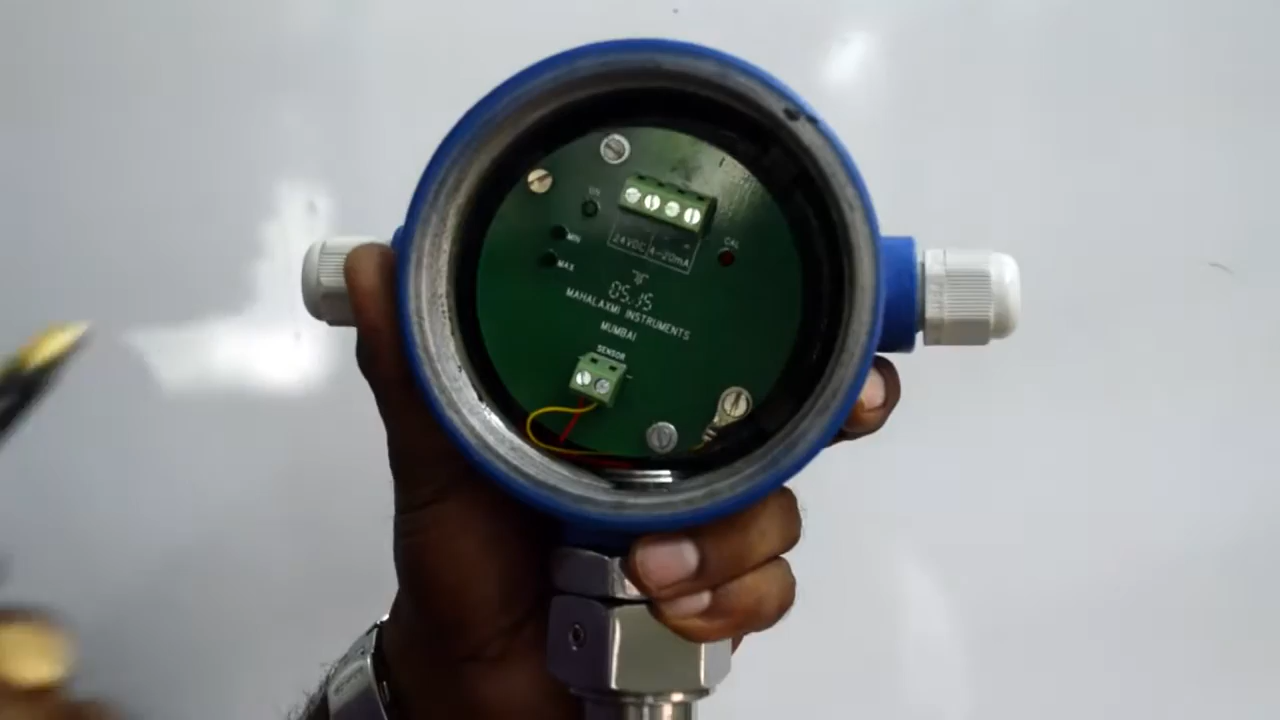 ON
24VDC 4-20mA
CAL
MIN
MAX
05.15
MAHALAXMI INSTRUMENTS
MUMBAI
SENSOR